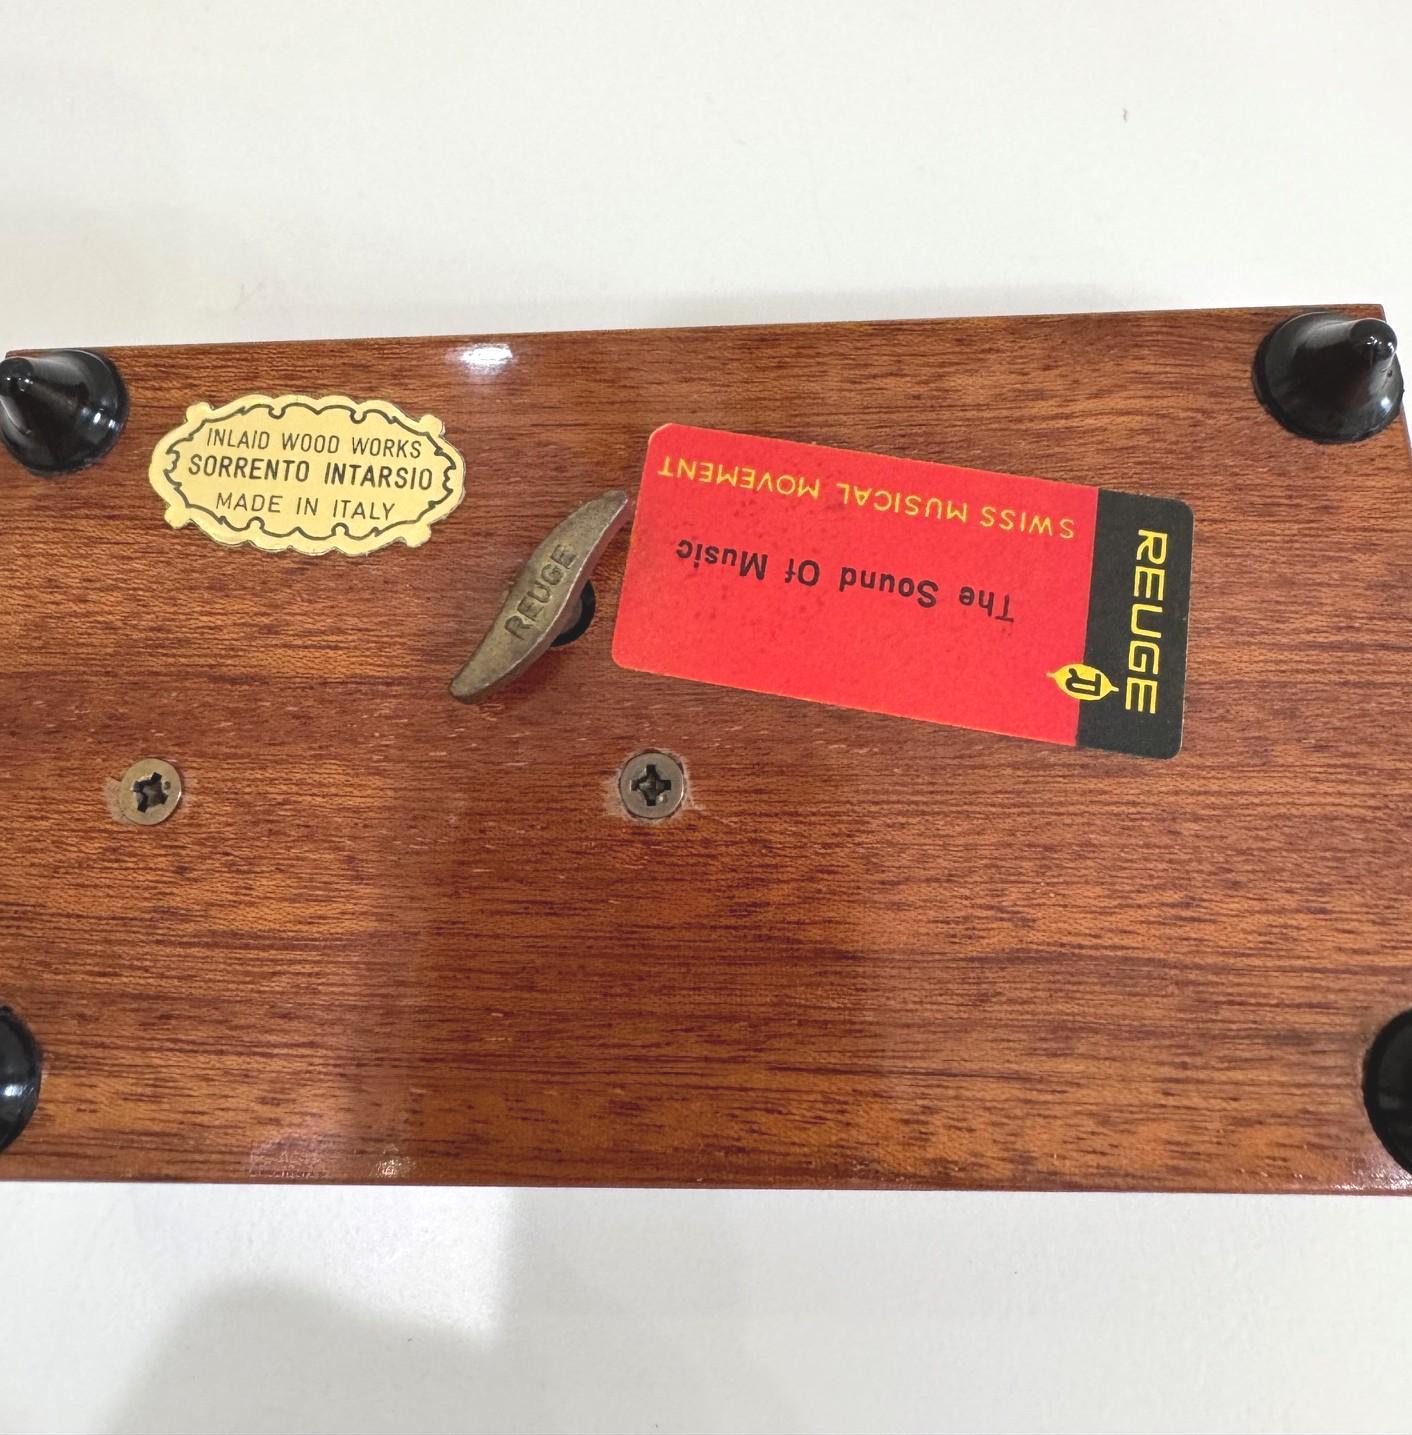 INLAID WOOD WORKS
SORRENTO INTARSIO
MADE IN ITALY
REUGE
SWISS MUSICAL MOVEMENT
The Sound Of Music
REUGE
R